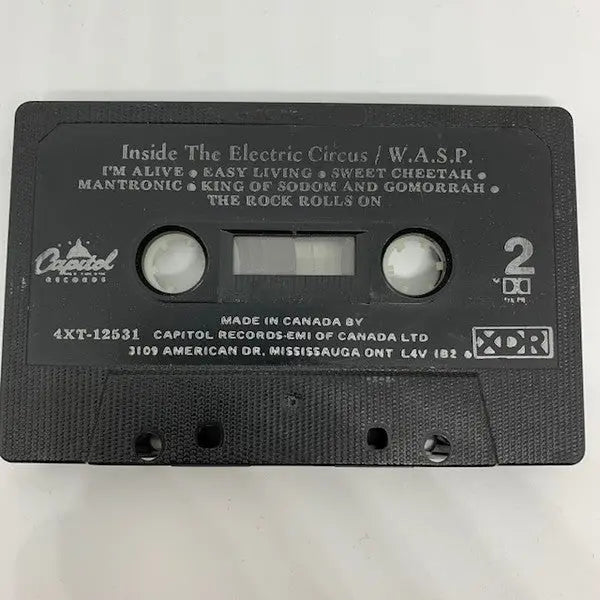 Inside The Electric Circus / W.A.S.P.
I'M ALIVE • EASY LIVING • SWEET CHEETAH •
MANTRONIC • KING OF SODOM AND GOMORRAH •
THE ROCK ROLLS ON
Capitol
RECORDS
2
MADE IN CANADA BY
4XT-12531 CAPITOL RECORDS-EMI OF CANADA LTD
3109 AMERICAN DR, MISSISSAUGA ONT L4V 1B2
XDR